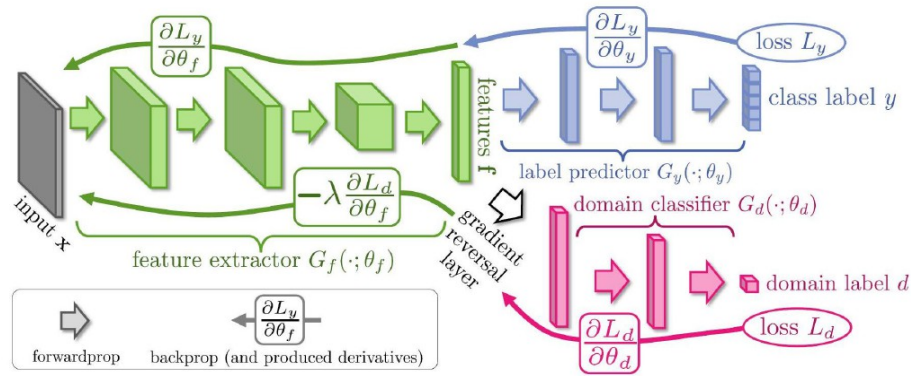 ∂L_y/∂θ_f
∂L_y/∂θ_y
loss L_y
features f
class label y
label predictor G_y(·; θ_y)
input x
−λ ∂L_d/∂θ_f
gradient
reversal
layer
feature extractor G_f(·; θ_f)
domain classifier G_d(·; θ_d)
domain label d
∂L_d/∂θ_d
loss L_d
forwardprop
∂L_y/∂θ_f
backprop (and produced derivatives)